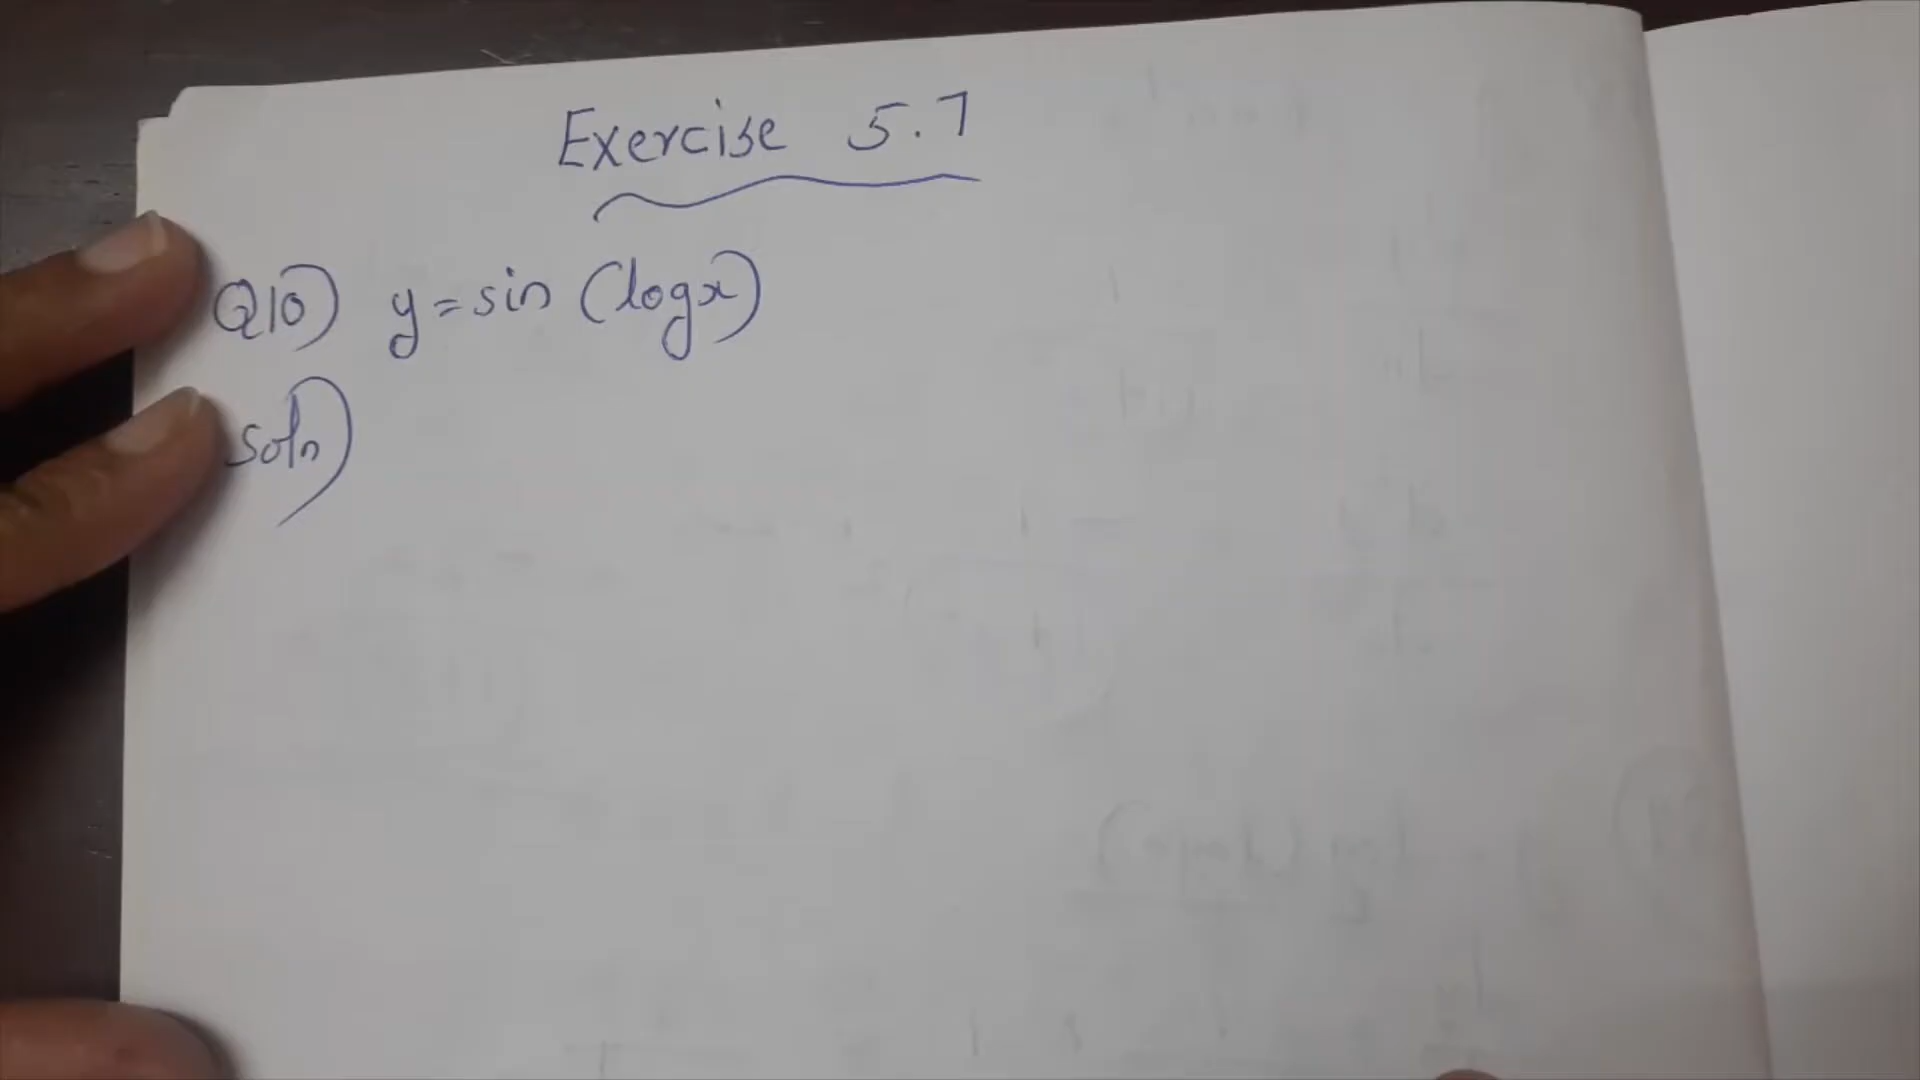 Exercise 5.7
Q10) y = sin (logx)
Soln)